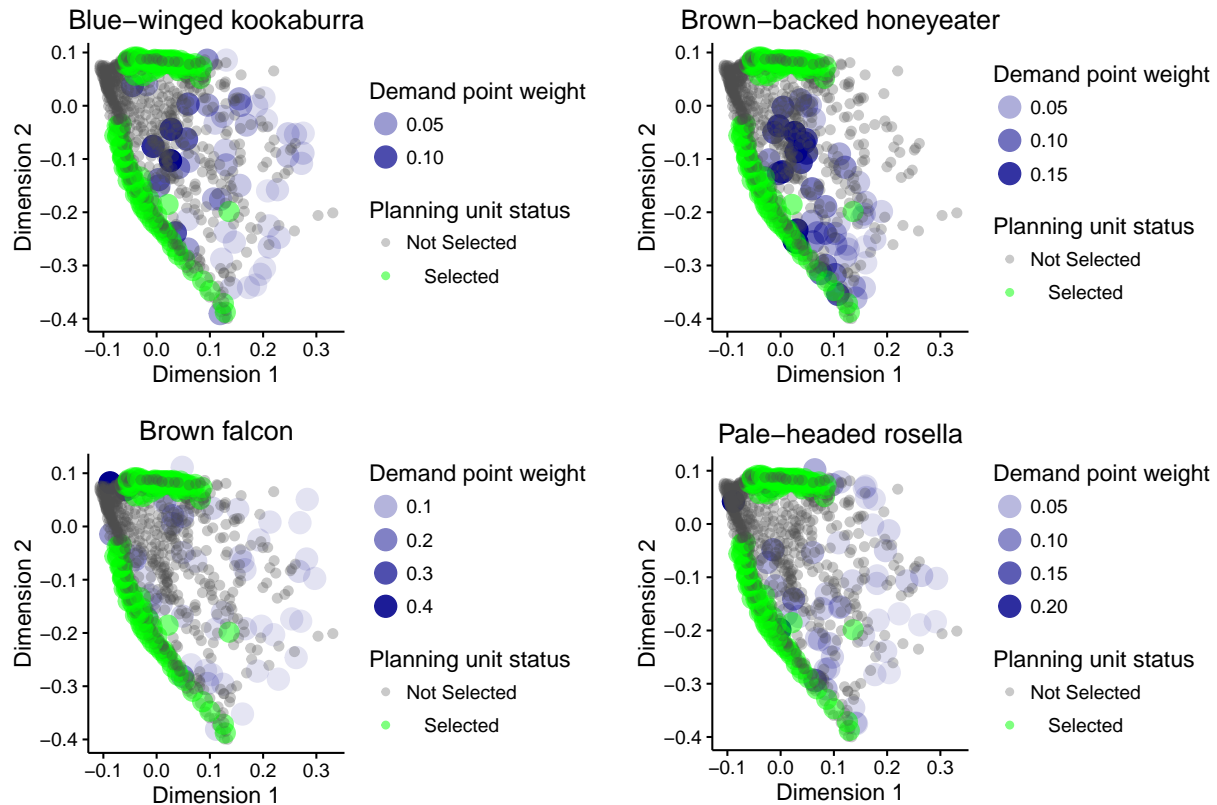 Blue−winged kookaburra
0.1
0.0
−0.1
−0.2
−0.3
−0.4
Dimension 2
−0.1 0.0 0.1 0.2 0.3
Dimension 1
Demand point weight
0.05
0.10
Planning unit status
Not Selected
Selected
Brown−backed honeyeater
0.1
0.0
−0.1
−0.2
−0.3
−0.4
Dimension 2
−0.1 0.0 0.1 0.2 0.3
Dimension 1
Demand point weight
0.05
0.10
0.15
Planning unit status
Not Selected
Selected
Brown falcon
0.1
0.0
−0.1
−0.2
−0.3
−0.4
Dimension 2
−0.1 0.0 0.1 0.2 0.3
Dimension 1
Demand point weight
0.1
0.2
0.3
0.4
Planning unit status
Not Selected
Selected
Pale−headed rosella
0.1
0.0
−0.1
−0.2
−0.3
−0.4
Dimension 2
−0.1 0.0 0.1 0.2 0.3
Dimension 1
Demand point weight
0.05
0.10
0.15
0.20
Planning unit status
Not Selected
Selected